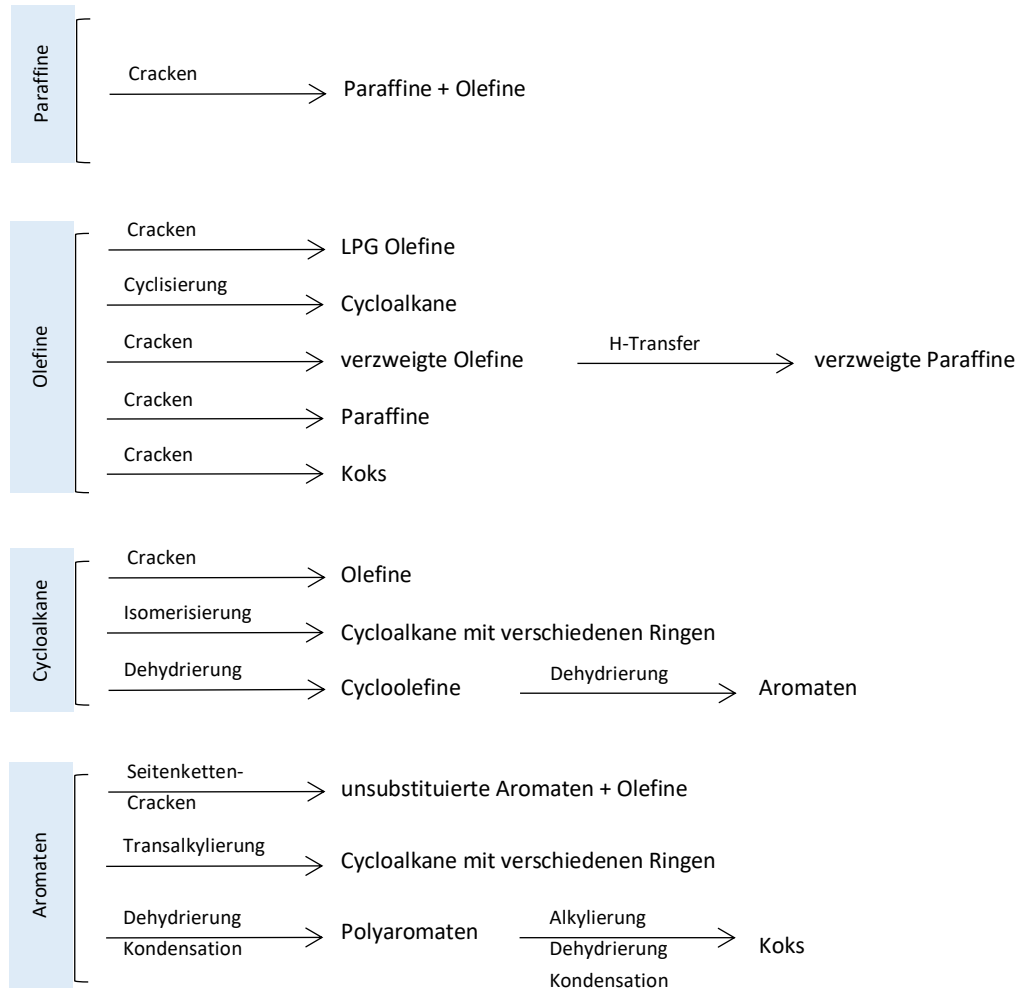 Paraffine
Cracken
Paraffine + Olefine
Olefine
Cracken
LPG Olefine
Cyclisierung
Cycloalkane
Cracken
verzweigte Olefine
H-Transfer
verzweigte Paraffine
Cracken
Paraffine
Cracken
Koks
Cycloalkane
Cracken
Olefine
Isomerisierung
Cycloalkane mit verschiedenen Ringen
Dehydrierung
Cycloolefine
Dehydrierung
Aromaten
Aromaten
Seitenketten-
Cracken
unsubstituierte Aromaten + Olefine
Transalkylierung
Cycloalkane mit verschiedenen Ringen
Dehydrierung
Kondensation
Polyaromaten
Alkylierung
Dehydrierung
Kondensation
Koks